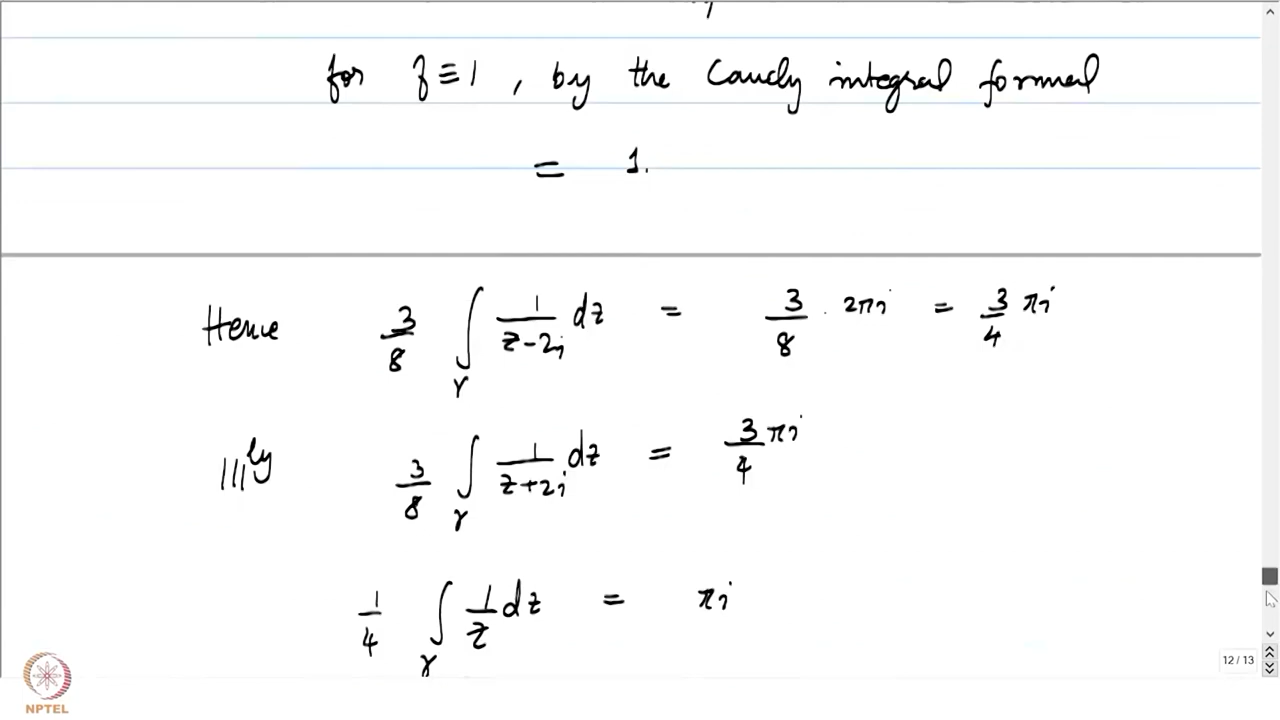 for f ≡ 1 , by the Cauchy integral formul
= 1.
Hence 3/8 ∫_γ 1/(z-2i) dz = 3/8 . 2πi = 3/4 πi
|||ly 3/8 ∫_γ 1/(z+2i) dz = 3/4 πi
1/4 ∫_γ 1/z dz = πi
12 / 13
NPTEL